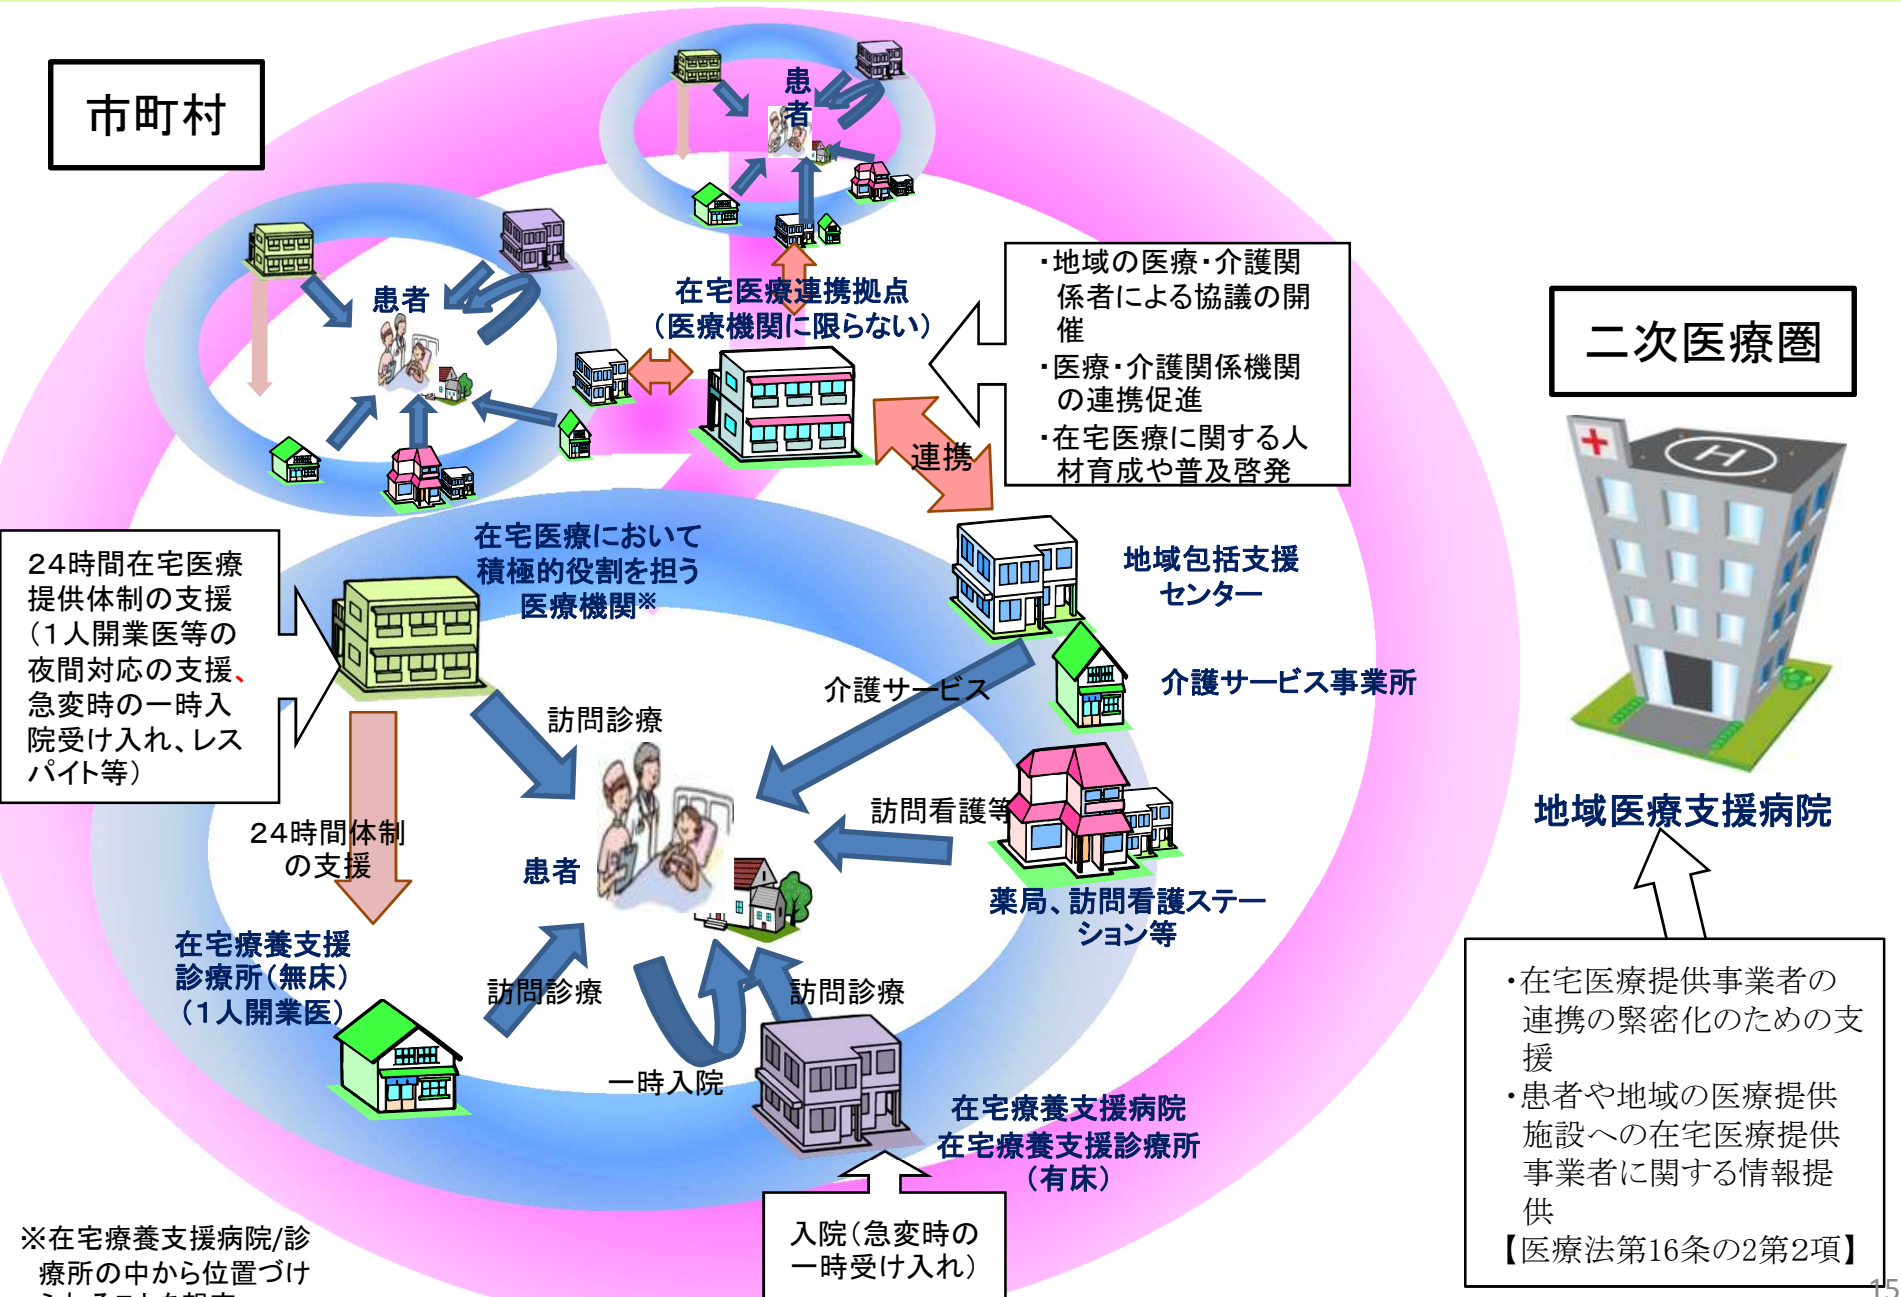 市町村
患
者
患者
在宅医療連携拠点
（医療機関に限らない）
・地域の医療・介護関
係者による協議の開
催
・医療・介護関係機関
の連携促進
・在宅医療に関する人
材育成や普及啓発
連携
二次医療圏
在宅医療において
積極的役割を担う
医療機関※
24時間在宅医療
提供体制の支援
（１人開業医等の
夜間対応の支援、
急変時の一時入
院受け入れ、レス
パイト等）
地域包括支援
センター
介護サービス
介護サービス事業所
訪問診療
訪問看護等
24時間体制
の支援
患者
薬局、訪問看護ステー
ション等
地域医療支援病院
在宅療養支援
診療所（無床）
（１人開業医）
訪問診療
訪問診療
一時入院
在宅療養支援病院
在宅療養支援診療所
（有床）
入院（急変時の
一時受け入れ）
・在宅医療提供事業者の
連携の緊密化のための支
援
・患者や地域の医療提供
施設への在宅医療提供
事業者に関する情報提
供
【医療法第16条の2第2項】
※在宅療養支援病院/診
療所の中から位置づけ
15